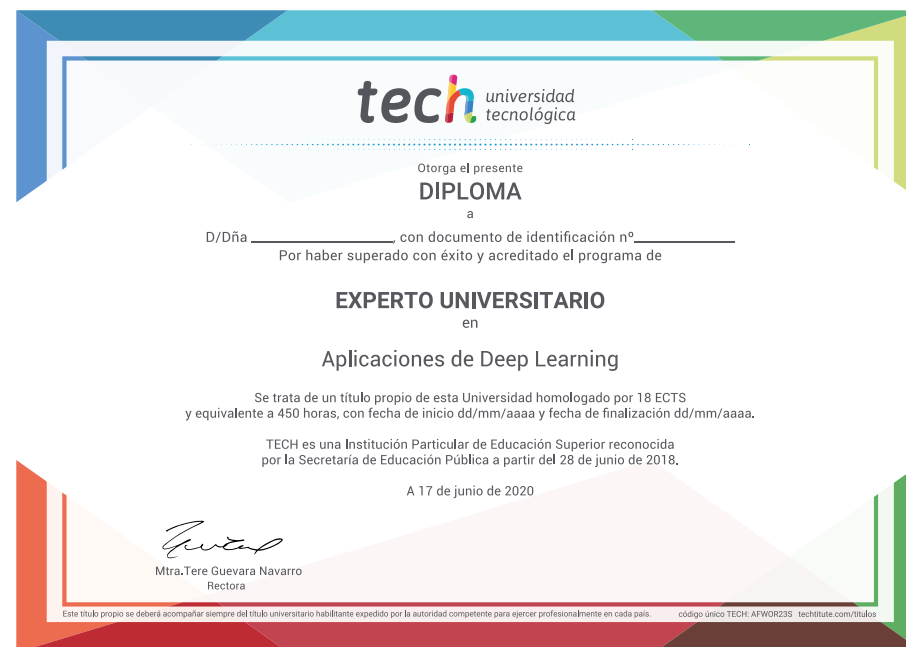 tech universidad
tecnológica
Otorga el presente
DIPLOMA
a
D/Dña ____________________, con documento de identificación nº______________
Por haber superado con éxito y acreditado el programa de
EXPERTO UNIVERSITARIO
en
Aplicaciones de Deep Learning
Se trata de un título propio de esta Universidad homologado por 18 ECTS
y equivalente a 450 horas, con fecha de inicio dd/mm/aaaa y fecha de finalización dd/mm/aaaa.
TECH es una Institución Particular de Educación Superior reconocida
por la Secretaría de Educación Pública a partir del 28 de junio de 2018.
A 17 de junio de 2020
Mtra.Tere Guevara Navarro
Rectora
Este título propio se deberá acompañar siempre del título universitario habilitante expedido por la autoridad competente para ejercer profesionalmente en cada país. código único TECH: AFWOR23S techtitute.com/titulos